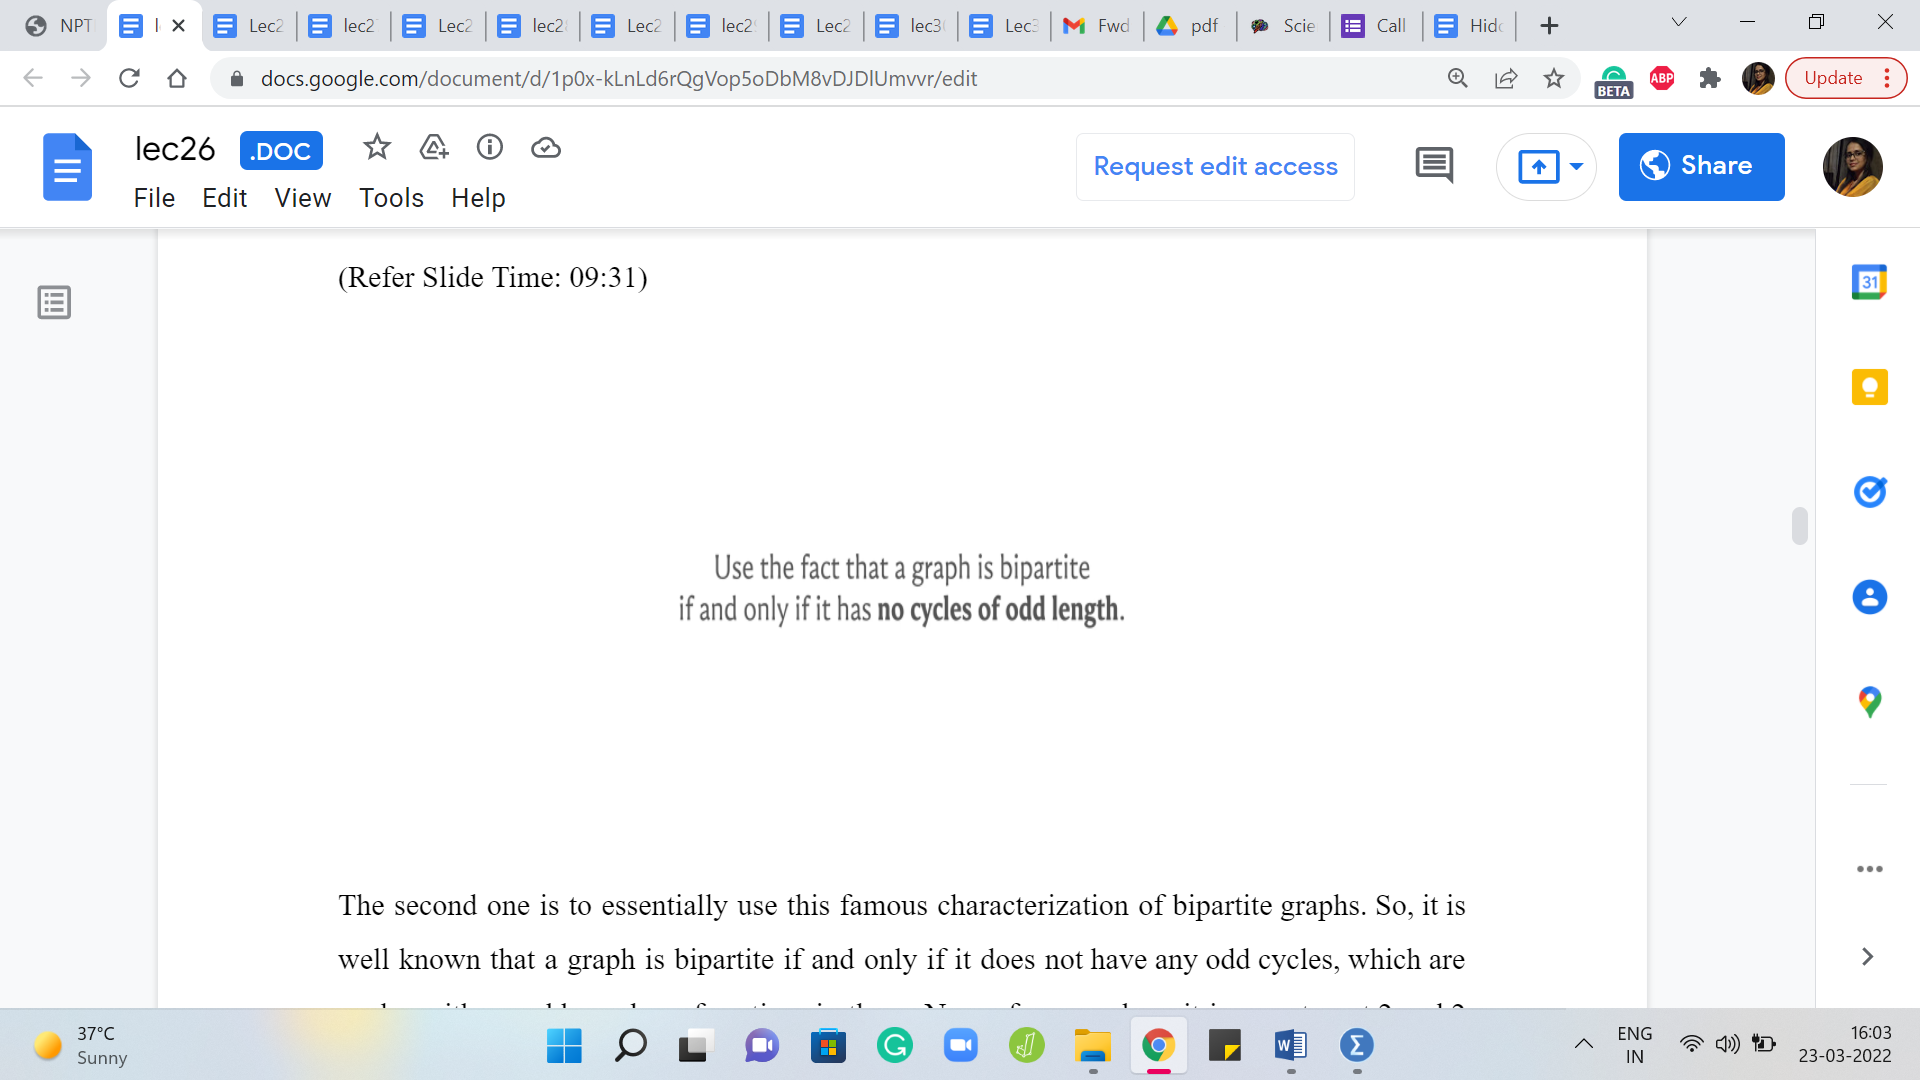 NPT
l
Lec2
lec2
Lec2
lec2
Lec2
lec2
Lec2
lec3
Lec3
Fwd
pdf
Scie
Call
Hid
docs.google.com/document/d/1p0x-kLnLd6rQgVop5oDbM8vDJDlUmvvr/edit
BETA
ABP
Update
lec26
.DOC
File Edit View Tools Help
Request edit access
Share
(Refer Slide Time: 09:31)
31
Use the fact that a graph is bipartite
if and only if it has no cycles of odd length.
The second one is to essentially use this famous characterization of bipartite graphs. So, it is
well known that a graph is bipartite if and only if it does not have any odd cycles, which are
37°C
Sunny
ENG
IN
16:03
23-03-2022